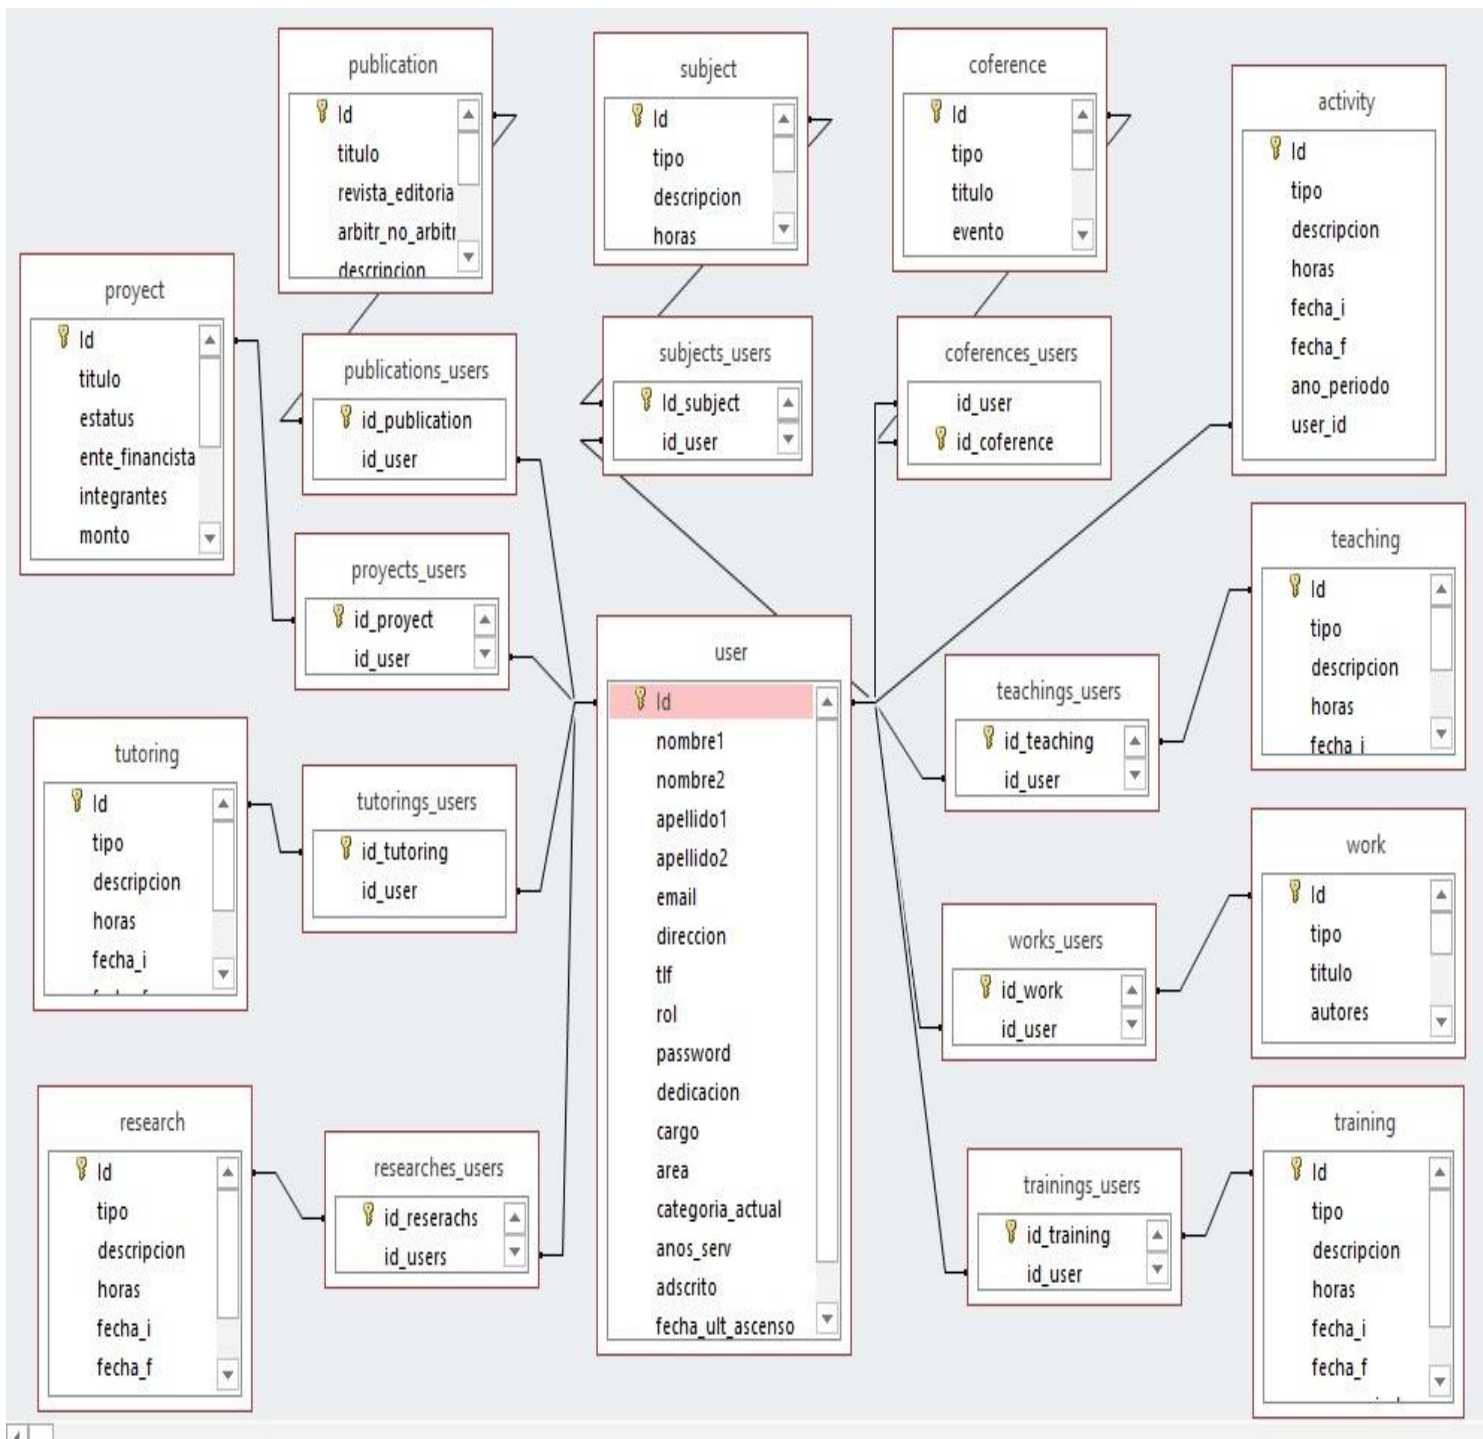 publication
Id
titulo
revista_editoria
arbitr_no_arbitr
descripcion
subject
Id
tipo
descripcion
horas
coference
Id
tipo
titulo
evento
activity
Id
tipo
descripcion
horas
fecha_i
fecha_f
ano_periodo
user_id
proyect
Id
titulo
estatus
ente_financista
integrantes
monto
publications_users
id_publication
id_user
subjects_users
Id_subject
id_user
coferences_users
id_user
id_coference
proyects_users
id_proyect
id_user
teaching
Id
tipo
descripcion
horas
fecha_i
user
Id
nombre1
nombre2
apellido1
apellido2
email
direccion
tlf
rol
password
dedicacion
cargo
area
categoria_actual
anos_serv
adscrito
fecha_ult_ascenso
teachings_users
id_teaching
id_user
tutoring
Id
tipo
descripcion
horas
fecha_i
tutorings_users
id_tutoring
id_user
work
Id
tipo
titulo
autores
works_users
id_work
id_user
research
Id
tipo
descripcion
horas
fecha_i
fecha_f
researches_users
id_reserachs
id_users
trainings_users
id_training
id_user
training
Id
tipo
descripcion
horas
fecha_i
fecha_f